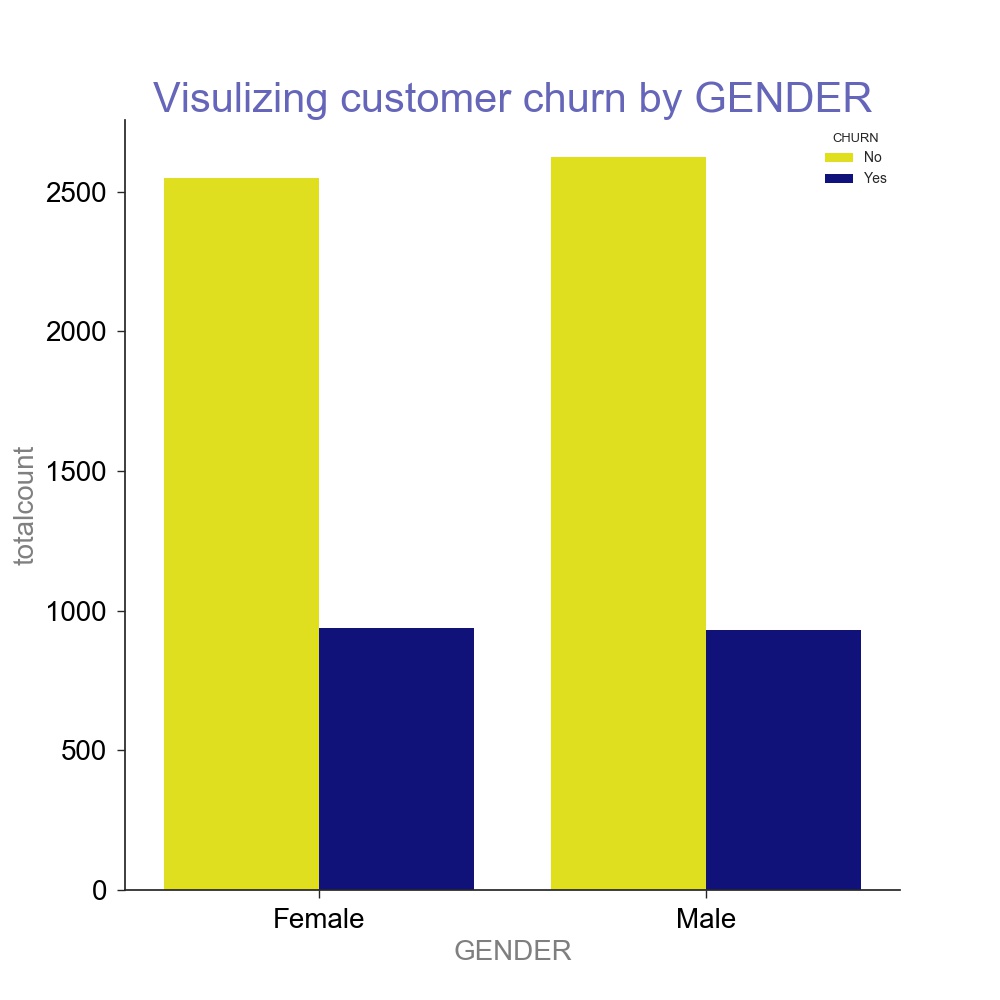 Visulizing customer churn by GENDER
CHURN
No
Yes
2500
2000
1500
1000
500
0
totalcount
Female
Male
GENDER